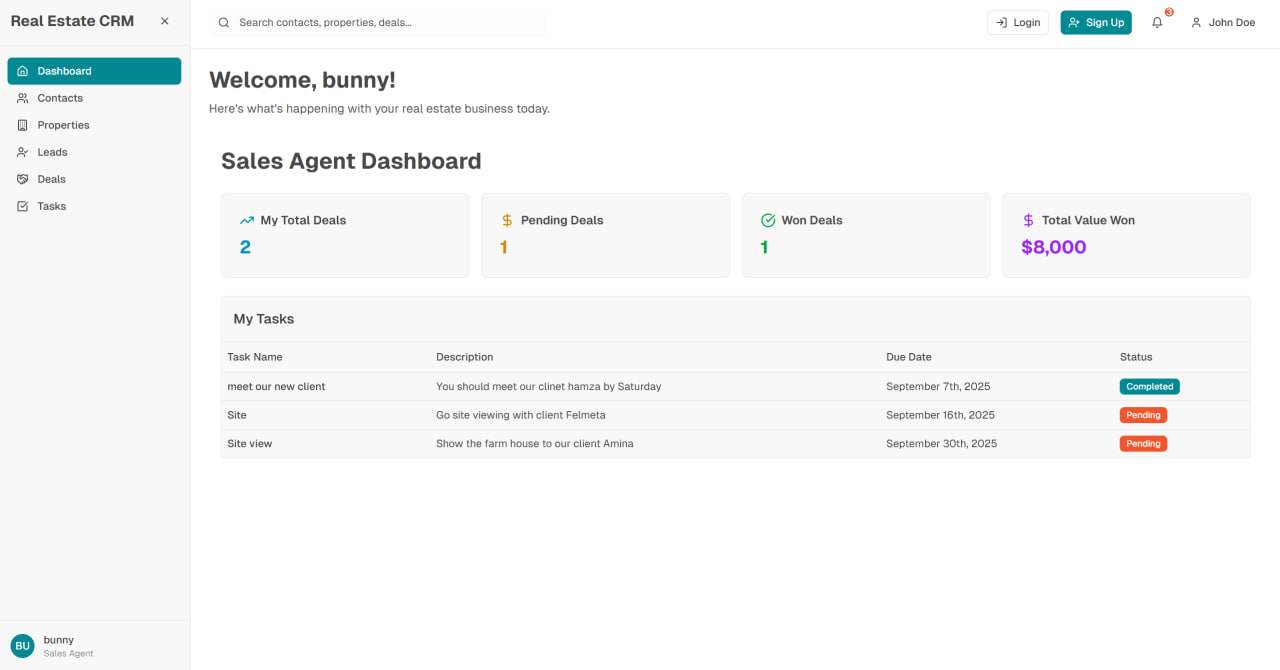 Real Estate CRM
Search contacts, properties, deals...
Login
Sign Up
3
John Doe
Dashboard
Contacts
Properties
Leads
Deals
Tasks
Welcome, bunny!
Here's what's happening with your real estate business today.
Sales Agent Dashboard
My Total Deals
2
Pending Deals
1
Won Deals
1
Total Value Won
$8,000
My Tasks
Task Name Description Due Date Status
meet our new client You should meet our clinet hamza by Saturday September 7th, 2025 Completed
Site Go site viewing with client Felmeta September 16th, 2025 Pending
Site view Show the farm house to our client Amina September 30th, 2025 Pending
BU
bunny
Sales Agent